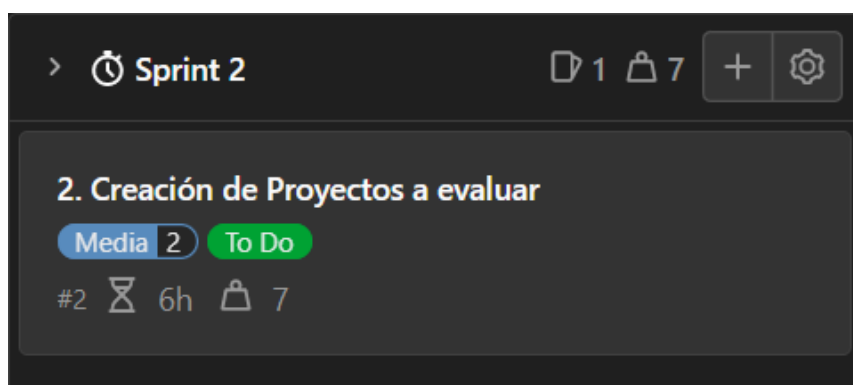 Sprint 2 1 7
2. Creación de Proyectos a evaluar
Media 2 To Do
#2 6h 7